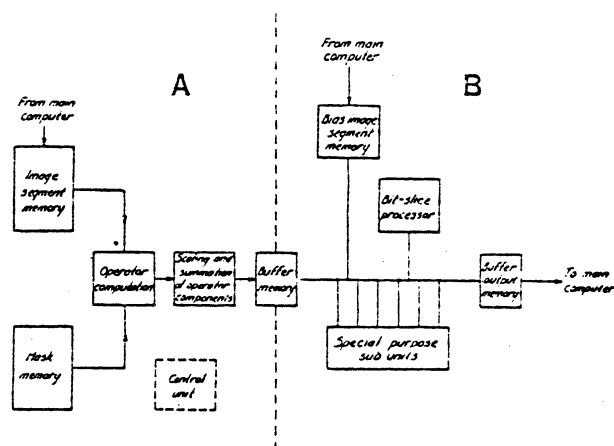 A
B
From main
computer
Image
segment
memory
Mask
memory
Operator
computation
Scaling and
summation
of operator
components
Buffer
memory
Control
unit
From main
computer
Bias image
segment
memory
Bit-slice
processor
Special purpose
sub units
Buffer
output
memory
To main
computer